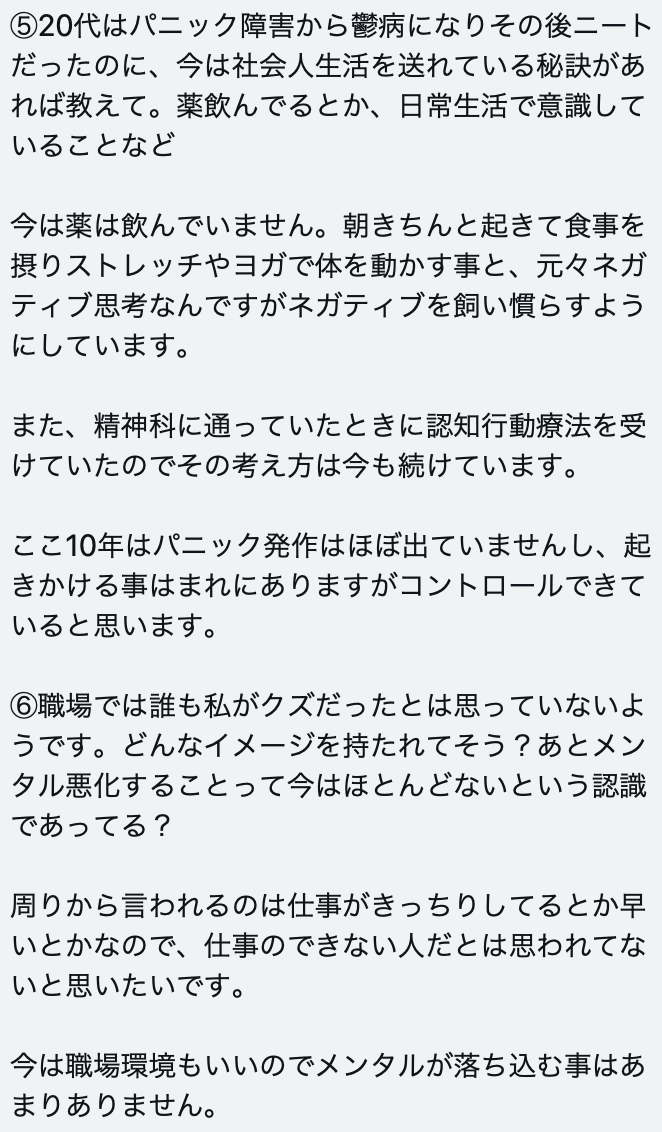 ⑤20代はパニック障害から鬱病になりその後ニート
だったのに、今は社会人生活を送れている秘訣があ
れば教えて。薬飲んでるとか、日常生活で意識して
いることなど
今は薬は飲んでいません。朝きちんと起きて食事を
摂りストレッチやヨガで体を動かす事と、元々ネガ
ティブ思考なんですがネガティブを飼い慣らすよう
にしています。
また、精神科に通っていたときに認知行動療法を受
けていたのでその考え方は今も続けています。
ここ10年はパニック発作はほぼ出ていませんし、起
きかける事はまれにありますがコントロールできて
いると思います。
⑥職場では誰も私がクズだったとは思っていないよ
うです。どんなイメージを持たれてそう？あとメン
タル悪化することって今はほとんどないという認識
であってる？
周りから言われるのは仕事がきっちりしてるとか早
いとかなので、仕事のできない人だとは思われてな
いと思いたいです。
今は職場環境もいいのでメンタルが落ち込む事はあ
まりありません。